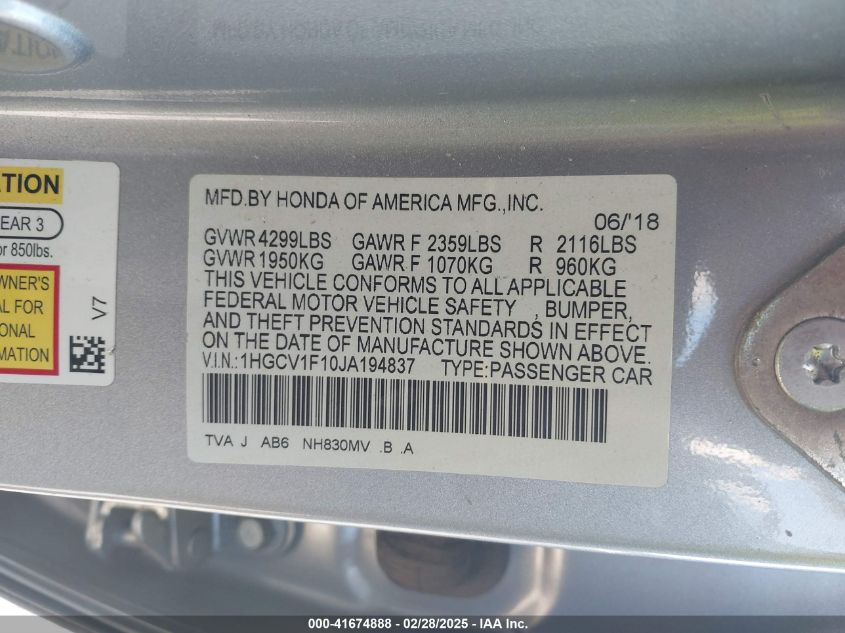 ATION
EAR 3
or 850lbs.
WNER'S
AL FOR
ONAL
MATION
V7
MFD.BY HONDA OF AMERICA MFG.,INC.
06/'18
GVWR 4299LBS GAWR F 2359LBS R 2116LBS
GVWR 1950KG GAWR F 1070KG R 960KG
THIS VEHICLE CONFORMS TO ALL APPLICABLE
FEDERAL MOTOR VEHICLE SAFETY , BUMPER,
AND THEFT PREVENTION STANDARDS IN EFFECT
ON THE DATE OF MANUFACTURE SHOWN ABOVE.
V.I.N.:1HGCV1F10JA194837 TYPE:PASSENGER CAR
TVA J AB6 NH830MV .B .A
000-41674888 - 02/28/2025 - IAA Inc.